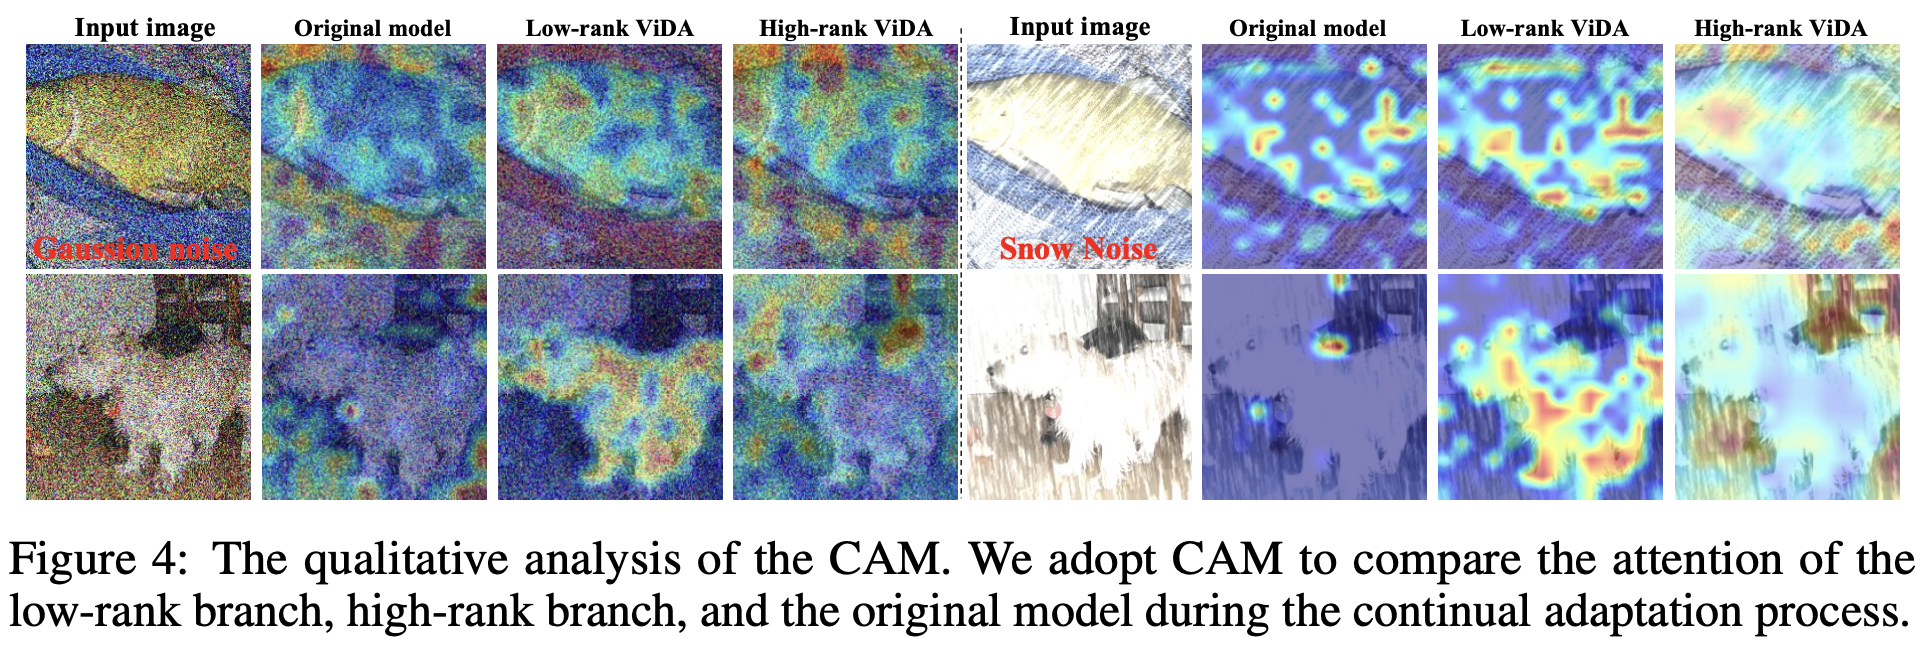 Input image Original model Low-rank ViDA High-rank ViDA Input image Original model Low-rank ViDA High-rank ViDA
Gaussion noise Snow Noise
Figure 4: The qualitative analysis of the CAM. We adopt CAM to compare the attention of the
low-rank branch, high-rank branch, and the original model during the continual adaptation process.